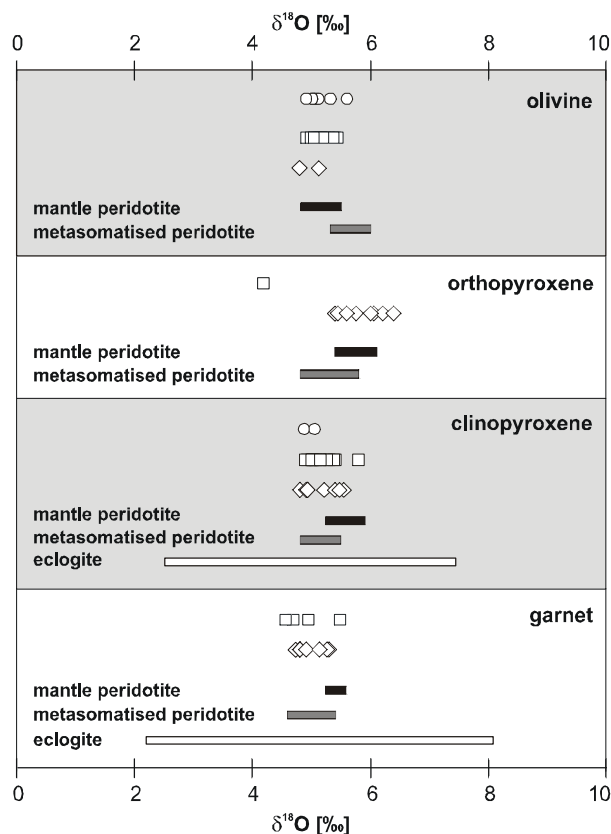 δ¹⁸O [‰]
0 2 4 6 8 10
olivine
mantle peridotite
metasomatised peridotite
orthopyroxene
mantle peridotite
metasomatised peridotite
clinopyroxene
mantle peridotite
metasomatised peridotite
eclogite
garnet
mantle peridotite
metasomatised peridotite
eclogite
0 2 4 6 8 10
δ¹⁸O [‰]